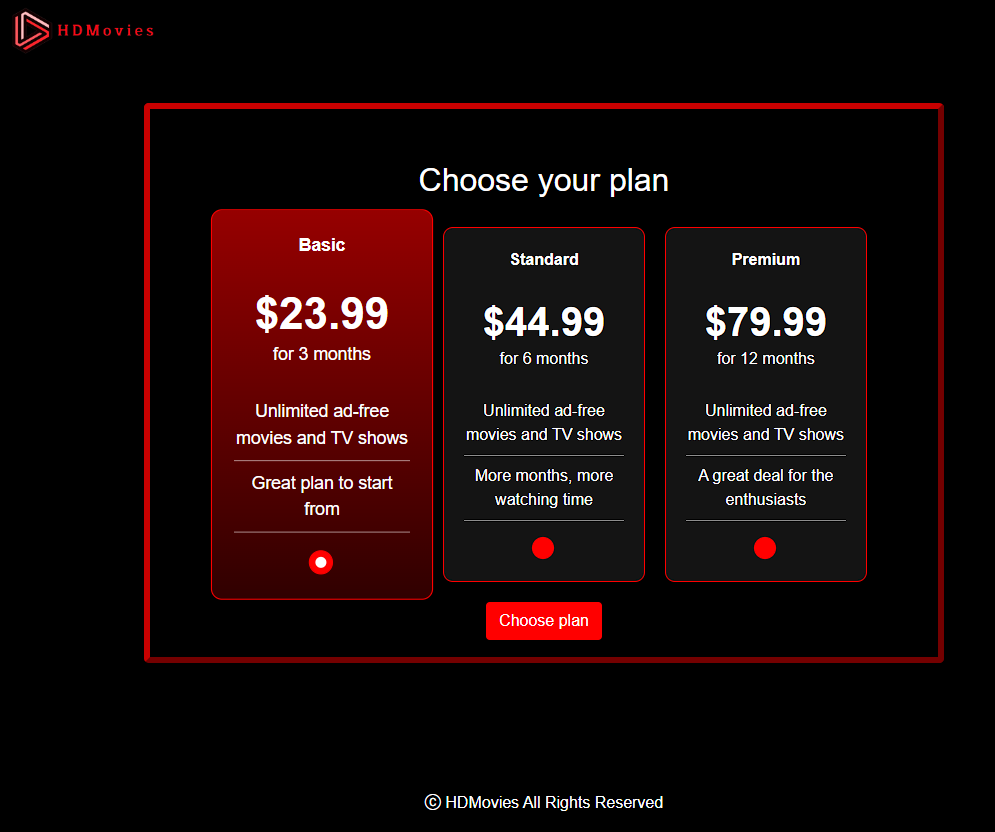 HDMovies
Choose your plan
Basic
$23.99
for 3 months
Unlimited ad-free
movies and TV shows
Great plan to start
from
Standard
$44.99
for 6 months
Unlimited ad-free
movies and TV shows
More months, more
watching time
Premium
$79.99
for 12 months
Unlimited ad-free
movies and TV shows
A great deal for the
enthusiasts
Choose plan
© HDMovies All Rights Reserved